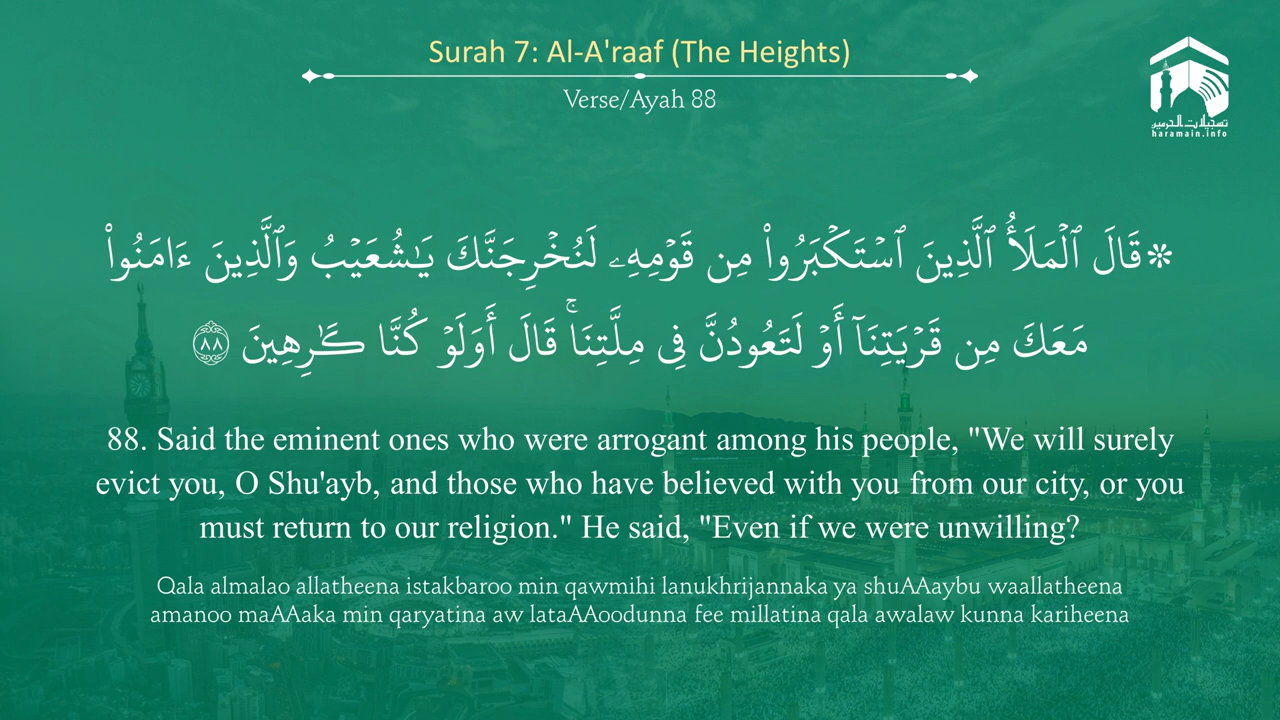 Surah 7: Al-A'raaf (The Heights)
Verse/Ayah 88
تسجيلات الحرمين
haramain.info
۞قَالَ ٱلْمَلَأُ ٱلَّذِينَ ٱسْتَكْبَرُوا۟ مِن قَوْمِهِۦ لَنُخْرِجَنَّكَ يَـٰشُعَيْبُ وَٱلَّذِينَ ءَامَنُوا۟
مَعَكَ مِن قَرْيَتِنَآ أَوْ لَتَعُودُنَّ فِى مِلَّتِنَا ۚ قَالَ أَوَلَوْ كُنَّا كَـٰرِهِينَ ٨٨
88. Said the eminent ones who were arrogant among his people, "We will surely
evict you, O Shu'ayb, and those who have believed with you from our city, or you
must return to our religion." He said, "Even if we were unwilling?
Qala almalao allatheena istakbaroo min qawmihi lanukhrijannaka ya shuAAaybu waallatheena
amanoo maAAaka min qaryatina aw lataAAoodunna fee millatina qala awalaw kunna kariheena